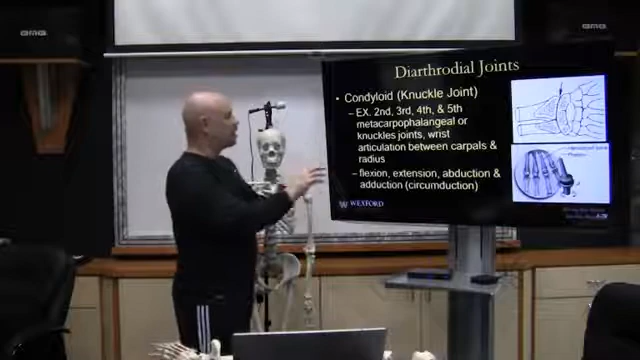 Diarthrodial Joints
• Condyloid (Knuckle Joint)
– EX. 2nd, 3rd, 4th, & 5th
metacarpophalangeal or
knuckles joints, wrist
articulation between carpals &
radius
– flexion, extension, abduction &
adduction (circumduction)
W WEXFORD